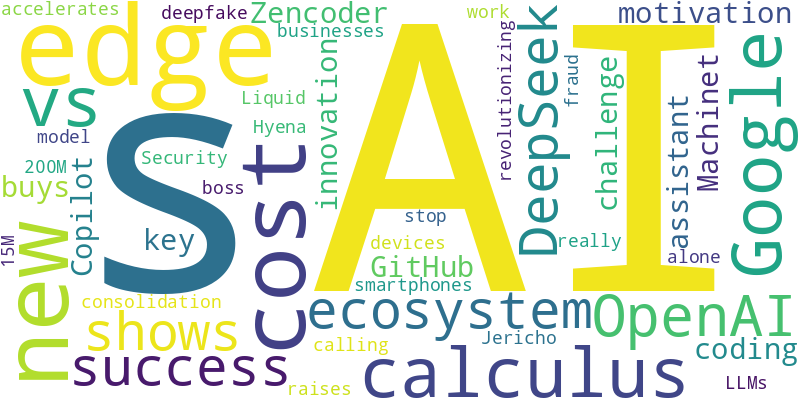 accelerates
deepfake
Zencoder
work
motivation
edge
businesses
vs
Liquid
innovation
AI
DeepSeek
revolutionizing
fraud
challenge
Machinet
Google
model
Hyena
S
200M
Security
buys
Copilot
boss
cost
assistant
stop
key
15M
new
devices
really
alone
GitHub
smartphones
consolidation
ecosystem
OpenAI
shows
calling
Jericho
coding
success
raises
calculus
LLMs